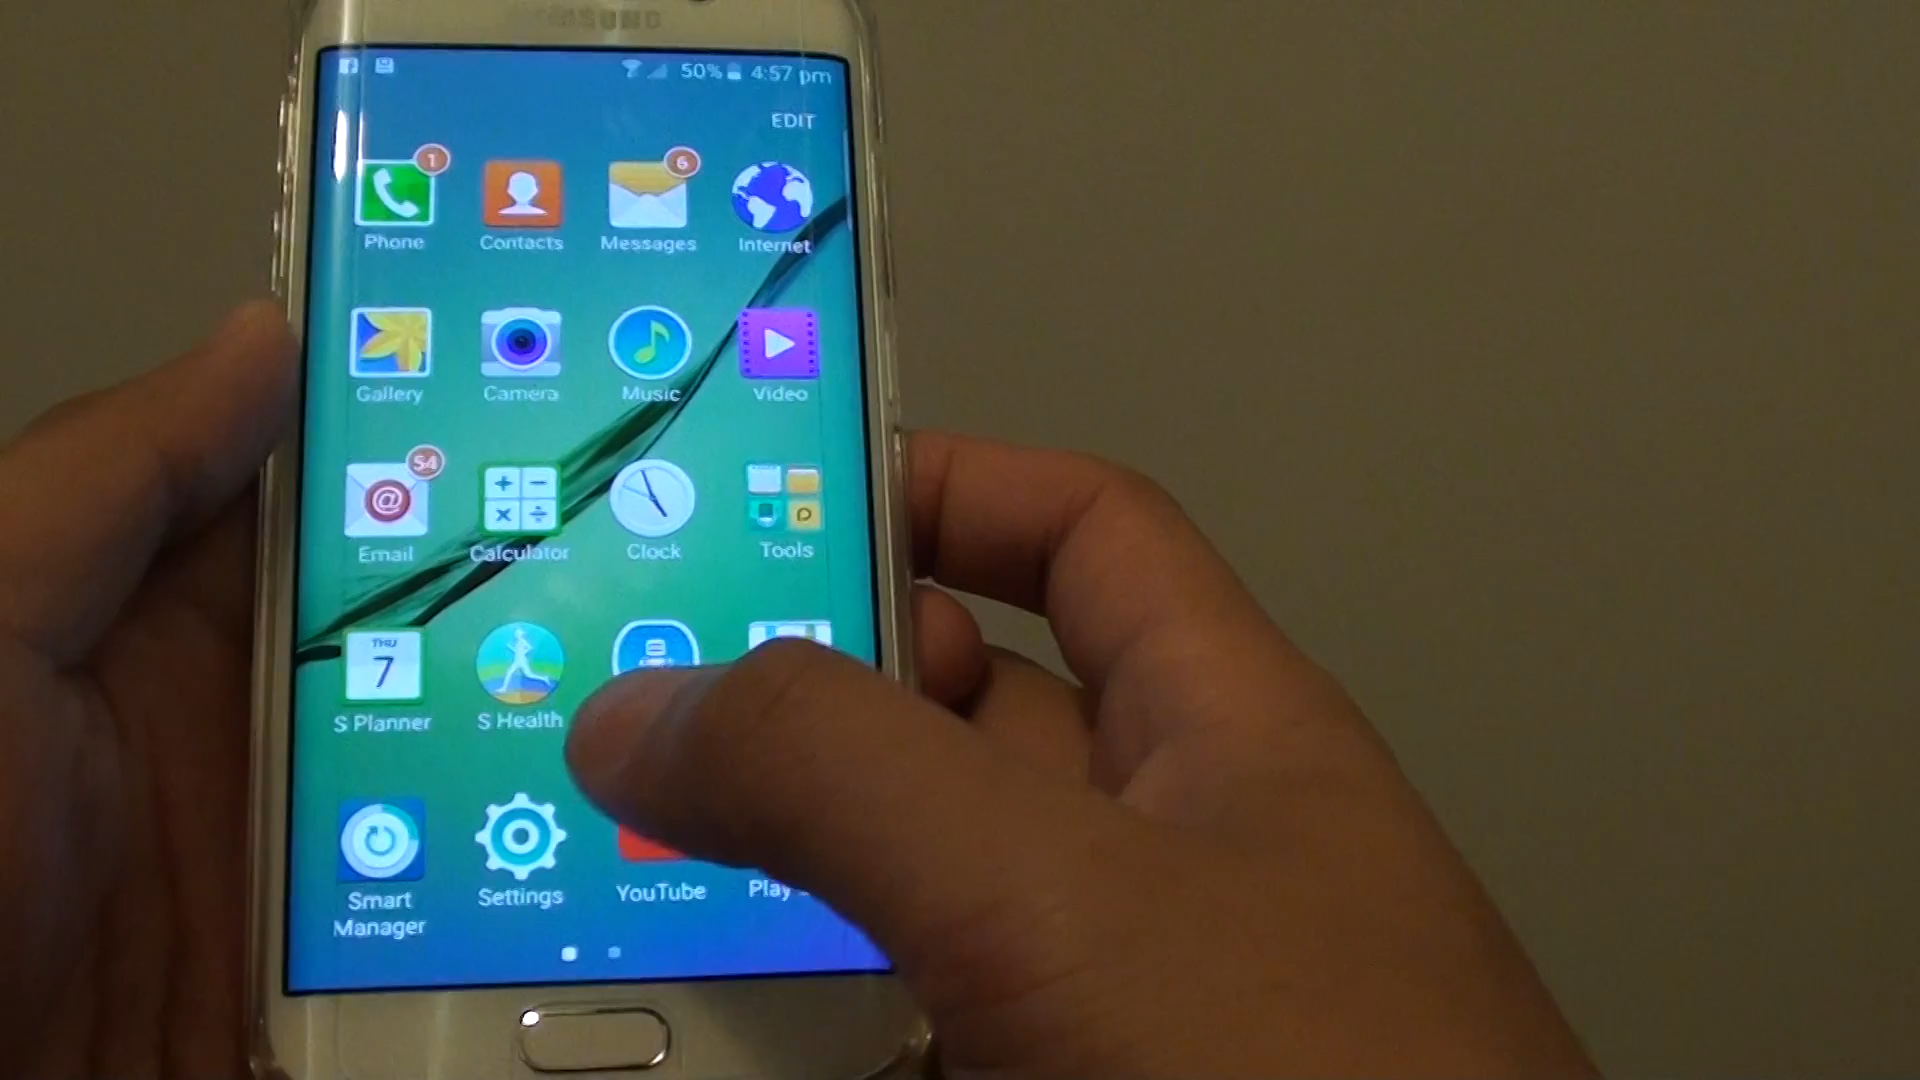 SAMSUNG
50% 4:57 pm
EDIT
1
6
Phone Contacts Messages Internet
Gallery Camera Music Video
54
@
Email Calculator Clock Tools
THU
7
S Planner S Health
Smart Manager Settings YouTube Play